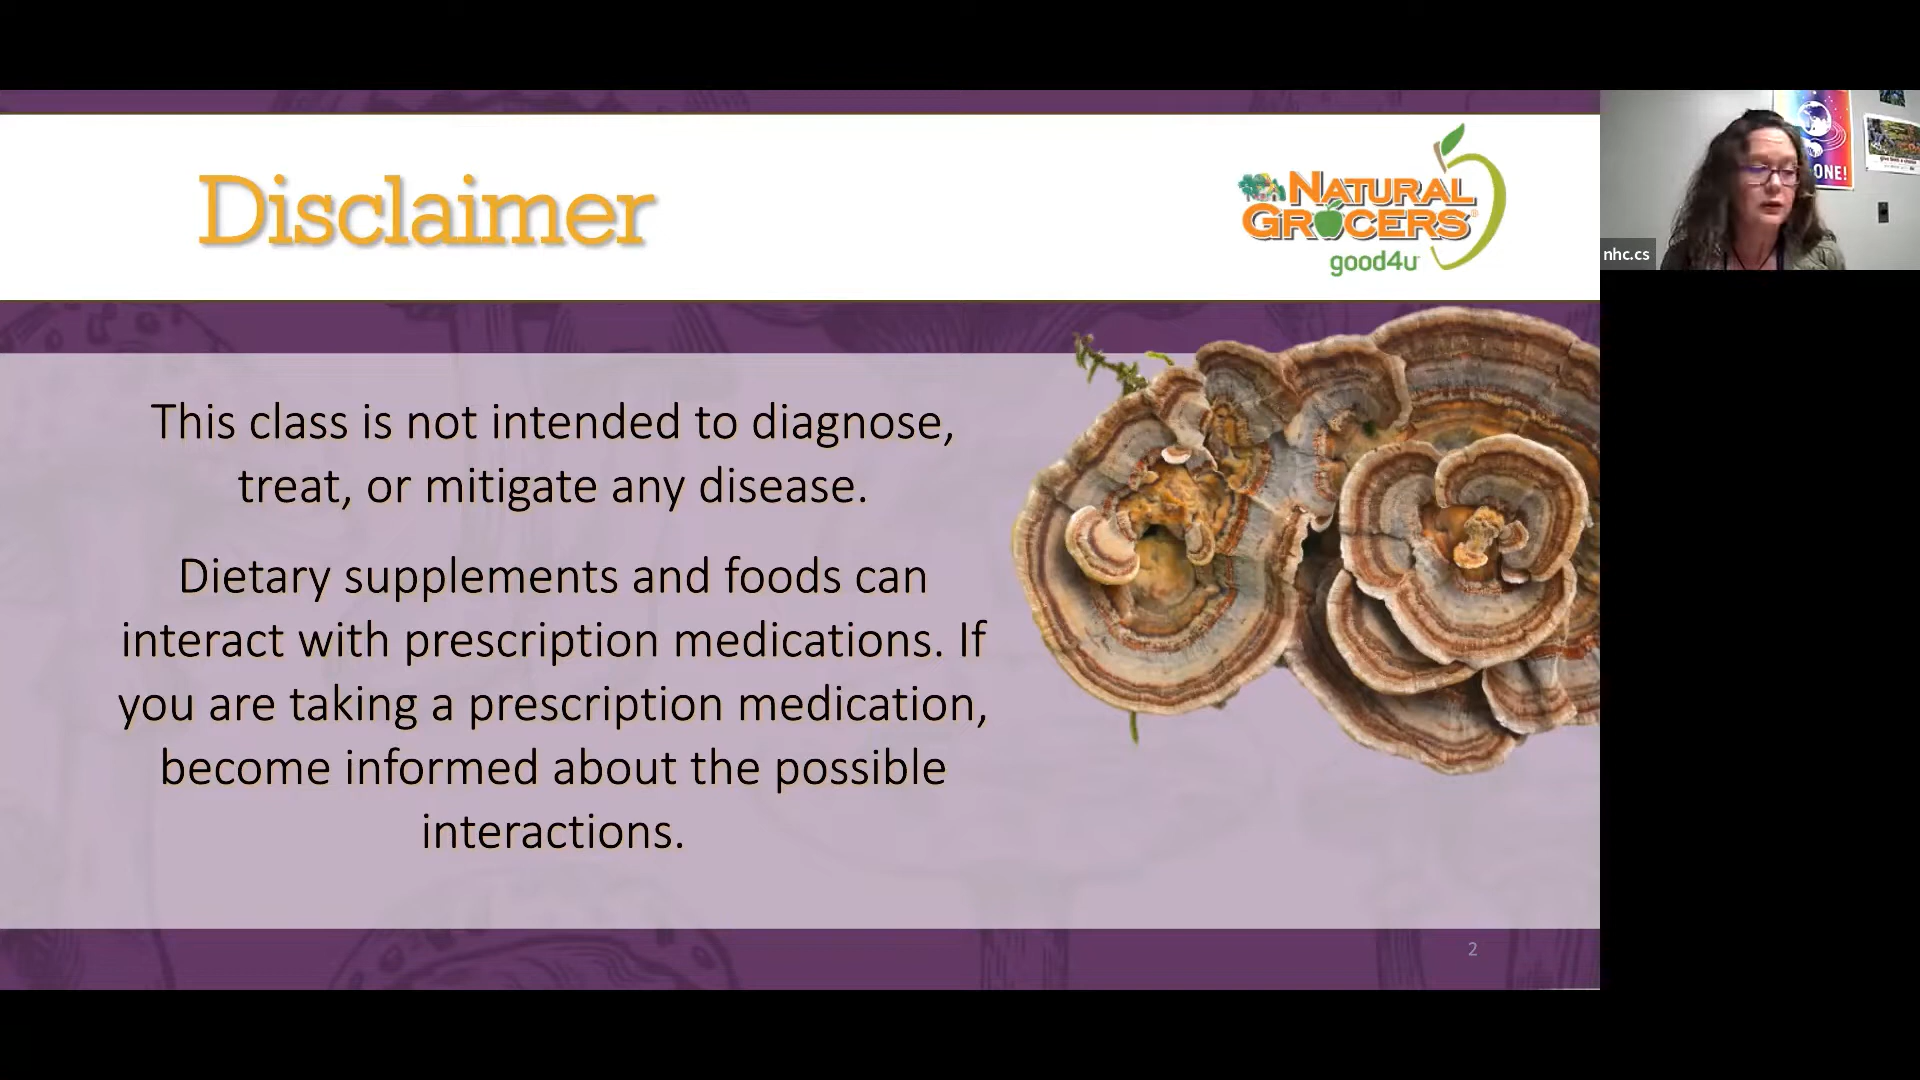 Disclaimer
NATURAL
GROCERS®
good4u
This class is not intended to diagnose,
treat, or mitigate any disease.
Dietary supplements and foods can
interact with prescription medications. If
you are taking a prescription medication,
become informed about the possible
interactions.
2
ONE!
nhc.cs